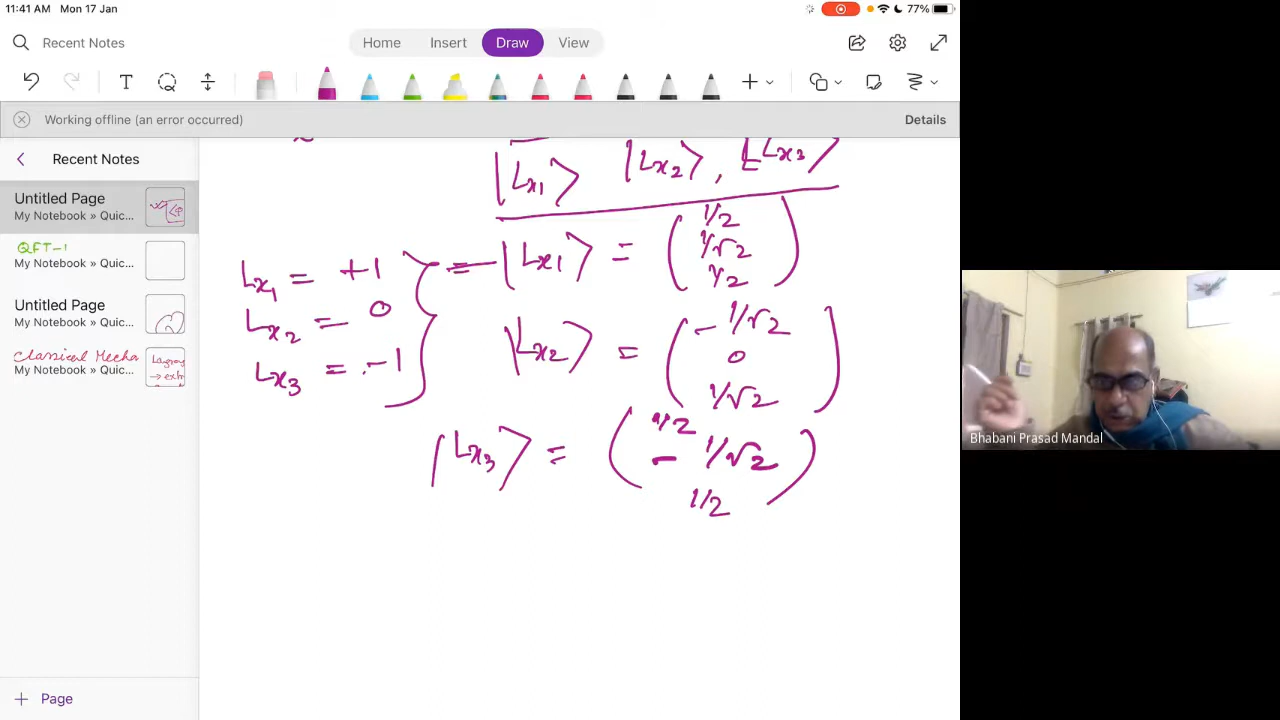 11:41 AM Mon 17 Jan
77%
Recent Notes
Home Insert Draw View
Working offline (an error occurred)
Details
Recent Notes
Untitled Page
My Notebook » Quic...
QFT-1
My Notebook » Quic...
Untitled Page
My Notebook » Quic...
Classical Mecha
My Notebook » Quic...
Page
|Lx1⟩ |Lx2⟩, |Lx3⟩
Lx1 = +1
Lx2 = 0
Lx3 = -1
|Lx1⟩ = ( 1/2
1/√2
1/2 )
|Lx2⟩ = ( - 1/√2
0
1/√2 )
|Lx3⟩ = ( 1/2
- 1/√2
1/2 )
Bhabani Prasad Mandal